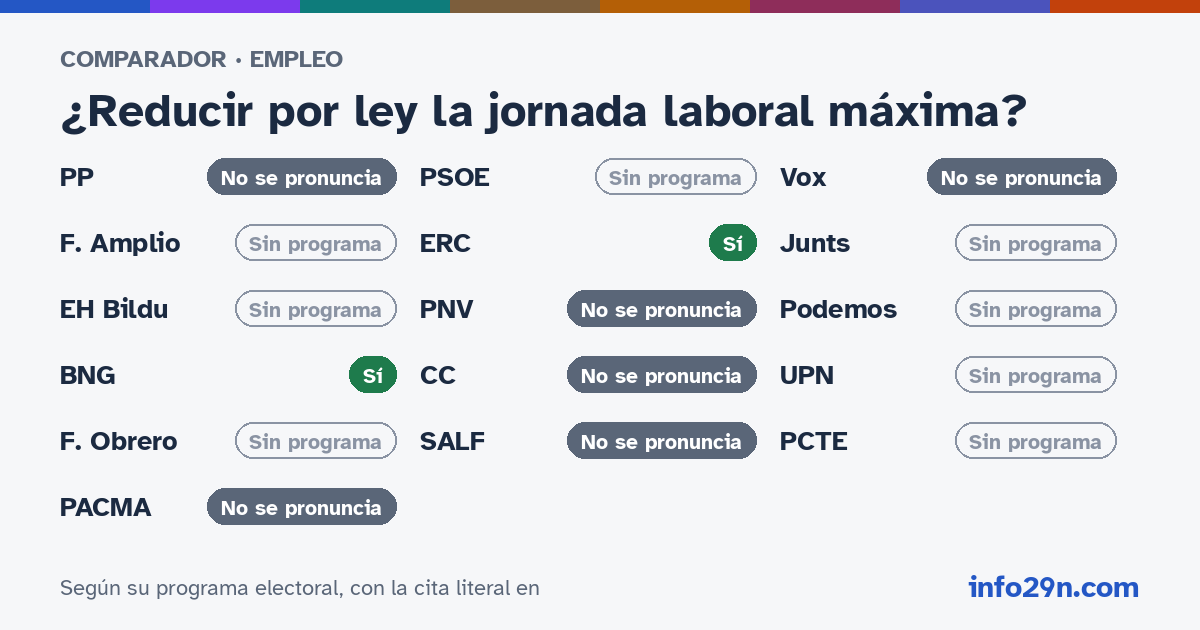 COMPARADOR · EMPLEO
¿Reducir por ley la jornada laboral máxima?
PP No se pronuncia PSOE Sin programa Vox No se pronuncia
F. Amplio Sin programa ERC Sí Junts Sin programa
EH Bildu Sin programa PNV No se pronuncia Podemos Sin programa
BNG Sí CC No se pronuncia UPN Sin programa
F. Obrero Sin programa SALF No se pronuncia PCTE Sin programa
PACMA No se pronuncia
Según su programa electoral, con la cita literal en info29n.com